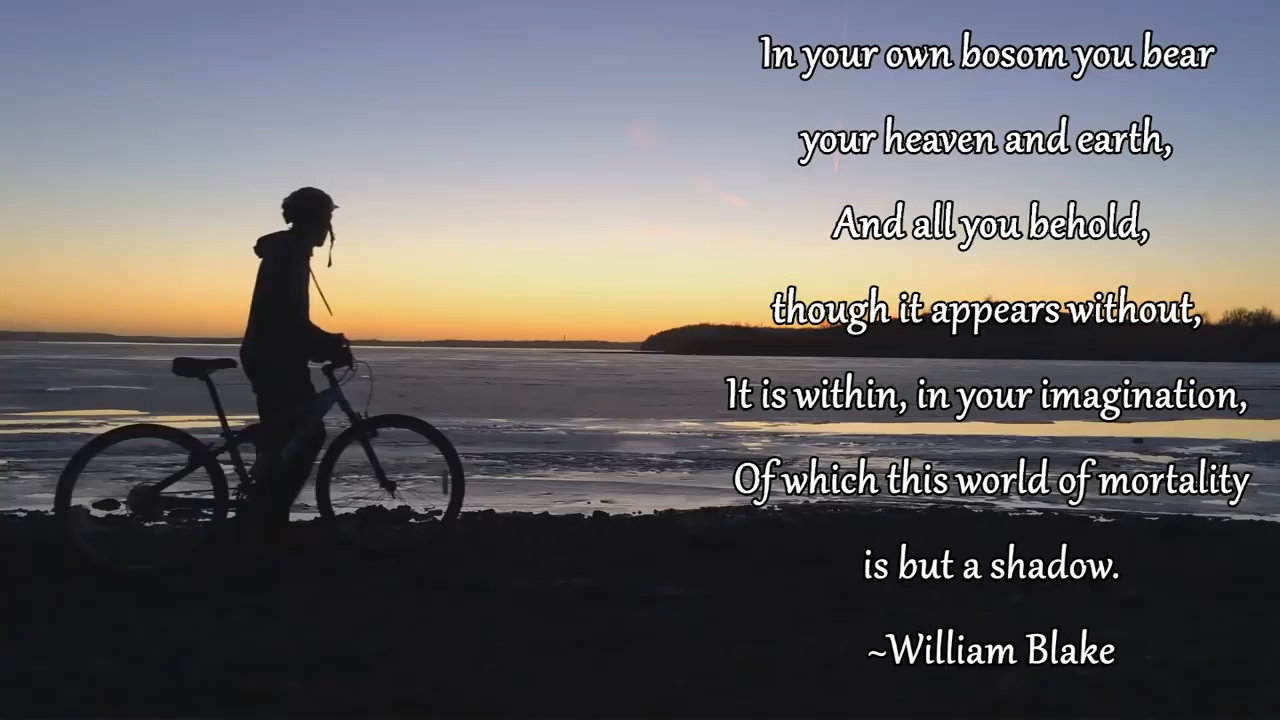 In your own bosom you bear
your heaven and earth,
And all you behold,
though it appears without,
It is within, in your imagination,
Of which this world of mortality
is but a shadow.
~William Blake